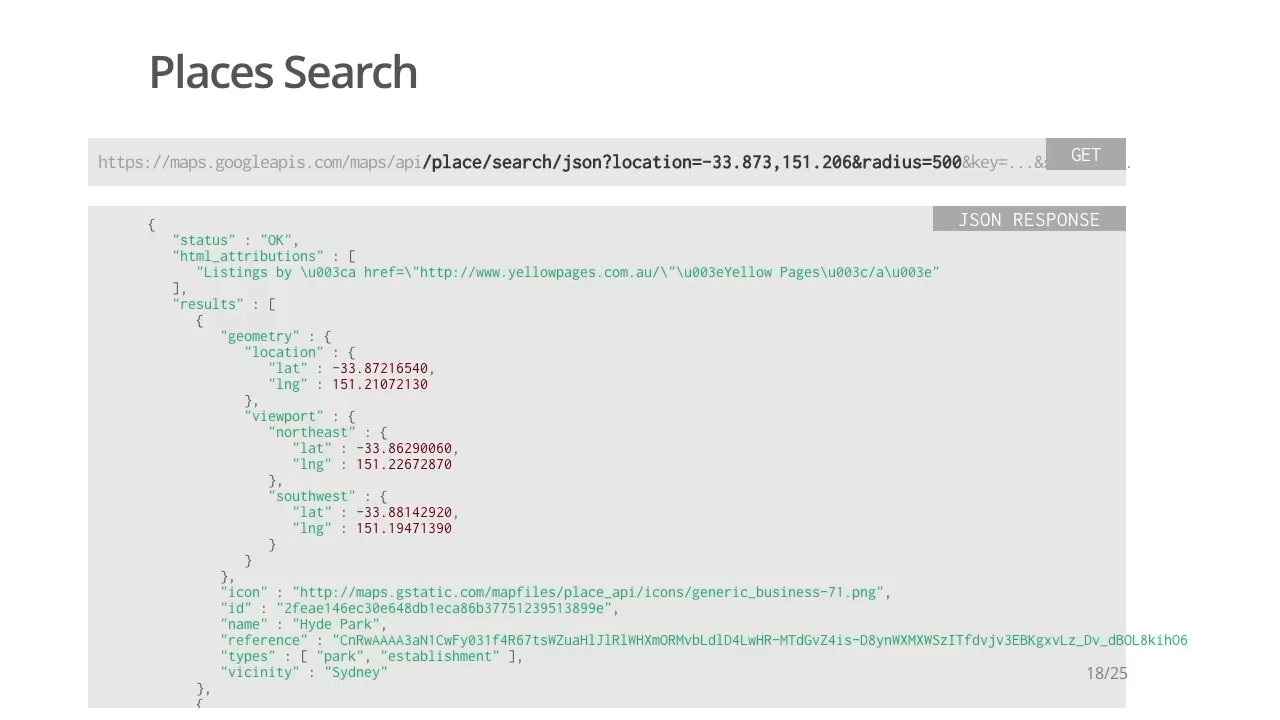 Places Search
GET
https://maps.googleapis.com/maps/api/place/search/json?location=-33.873,151.206&radius=500&key=...&
JSON RESPONSE
{
"status" : "OK",
"html_attributions" : [
"Listings by \u003ca href=\"http://www.yellowpages.com.au/\"\u003eYellow Pages\u003c/a\u003e"
],
"results" : [
{
"geometry" : {
"location" : {
"lat" : -33.87216540,
"lng" : 151.21072130
},
"viewport" : {
"northeast" : {
"lat" : -33.86290060,
"lng" : 151.22672870
},
"southwest" : {
"lat" : -33.88142920,
"lng" : 151.19471390
}
}
},
"icon" : "http://maps.gstatic.com/mapfiles/place_api/icons/generic_business-71.png",
"id" : "2feae146ec30e648db1eca86b37751239513899e",
"name" : "Hyde Park",
"reference" : "CnRwAAAA3aN1CwFy031f4R67tsWZuaHlJlRlWHXmORMvbLdlD4LwHR-MTdGvZ4is-D8ynWXMXWSzITfdvjv3EBKgxvLz_Dv_dBOL8kihO6
"types" : [ "park", "establishment" ],
"vicinity" : "Sydney"
},
{
18/25